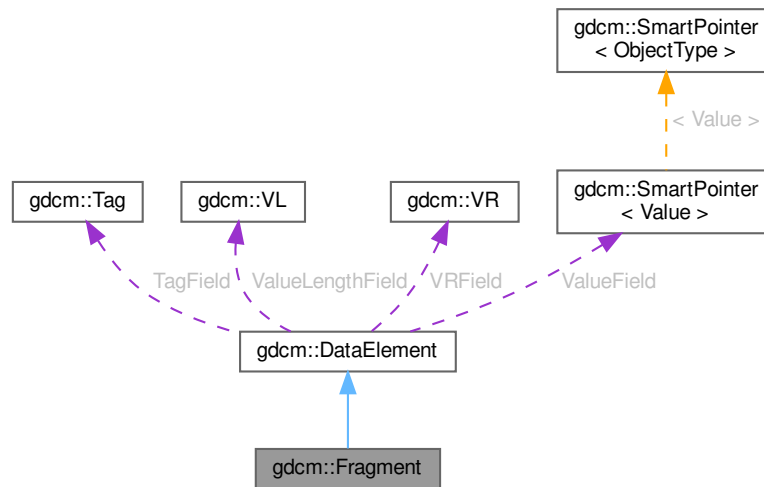 gdcm::SmartPointer
< ObjectType >
< Value >
gdcm::Tag
gdcm::VL
gdcm::VR
gdcm::SmartPointer
< Value >
TagField
ValueLengthField
VRField
ValueField
gdcm::DataElement
gdcm::Fragment